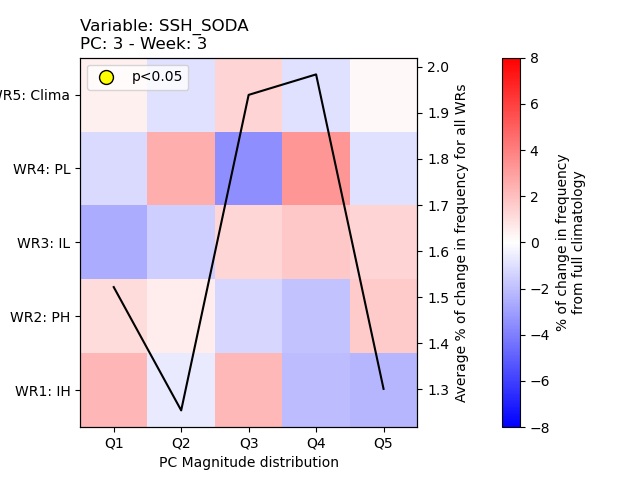 Variable: SSH_SODA
PC: 3 - Week: 3
p<0.05
WR5: Clima
WR4: PL
WR3: IL
WR2: PH
WR1: IH
Q1 Q2 Q3 Q4 Q5
PC Magnitude distribution
2.0
1.9
1.8
1.7
1.6
1.5
1.4
1.3
Average % of change in frequency for all WRs
8
6
4
2
0
−2
−4
−6
−8
% of change in frequency
from full climatology